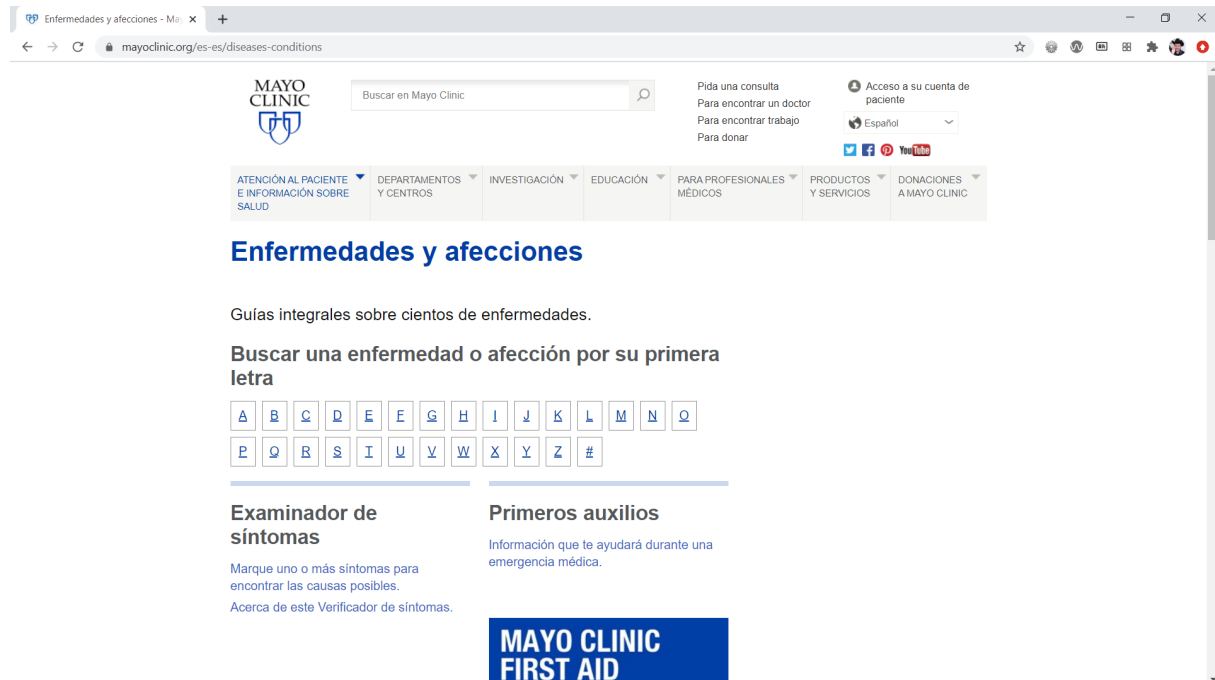 Enfermedades y afecciones - Ma
mayoclinic.org/es-es/diseases-conditions
MAYO
CLINIC
Buscar en Mayo Clinic
Pida una consulta
Para encontrar un doctor
Para encontrar trabajo
Para donar
Acceso a su cuenta de
paciente
Español
You Tube
ATENCIÓN AL PACIENTE
E INFORMACIÓN SOBRE
SALUD
DEPARTAMENTOS
Y CENTROS
INVESTIGACIÓN
EDUCACIÓN
PARA PROFESIONALES
MÉDICOS
PRODUCTOS
Y SERVICIOS
DONACIONES
A MAYO CLINIC
Enfermedades y afecciones
Guías integrales sobre cientos de enfermedades.
Buscar una enfermedad o afección por su primera
letra
A B C D E F G H I J K L M N O
P Q R S T U V W X Y Z #
Examinador de
síntomas
Marque uno o más síntomas para
encontrar las causas posibles.
Acerca de este Verificador de síntomas.
Primeros auxilios
Información que te ayudará durante una
emergencia médica.
MAYO CLINIC
FIRST AID